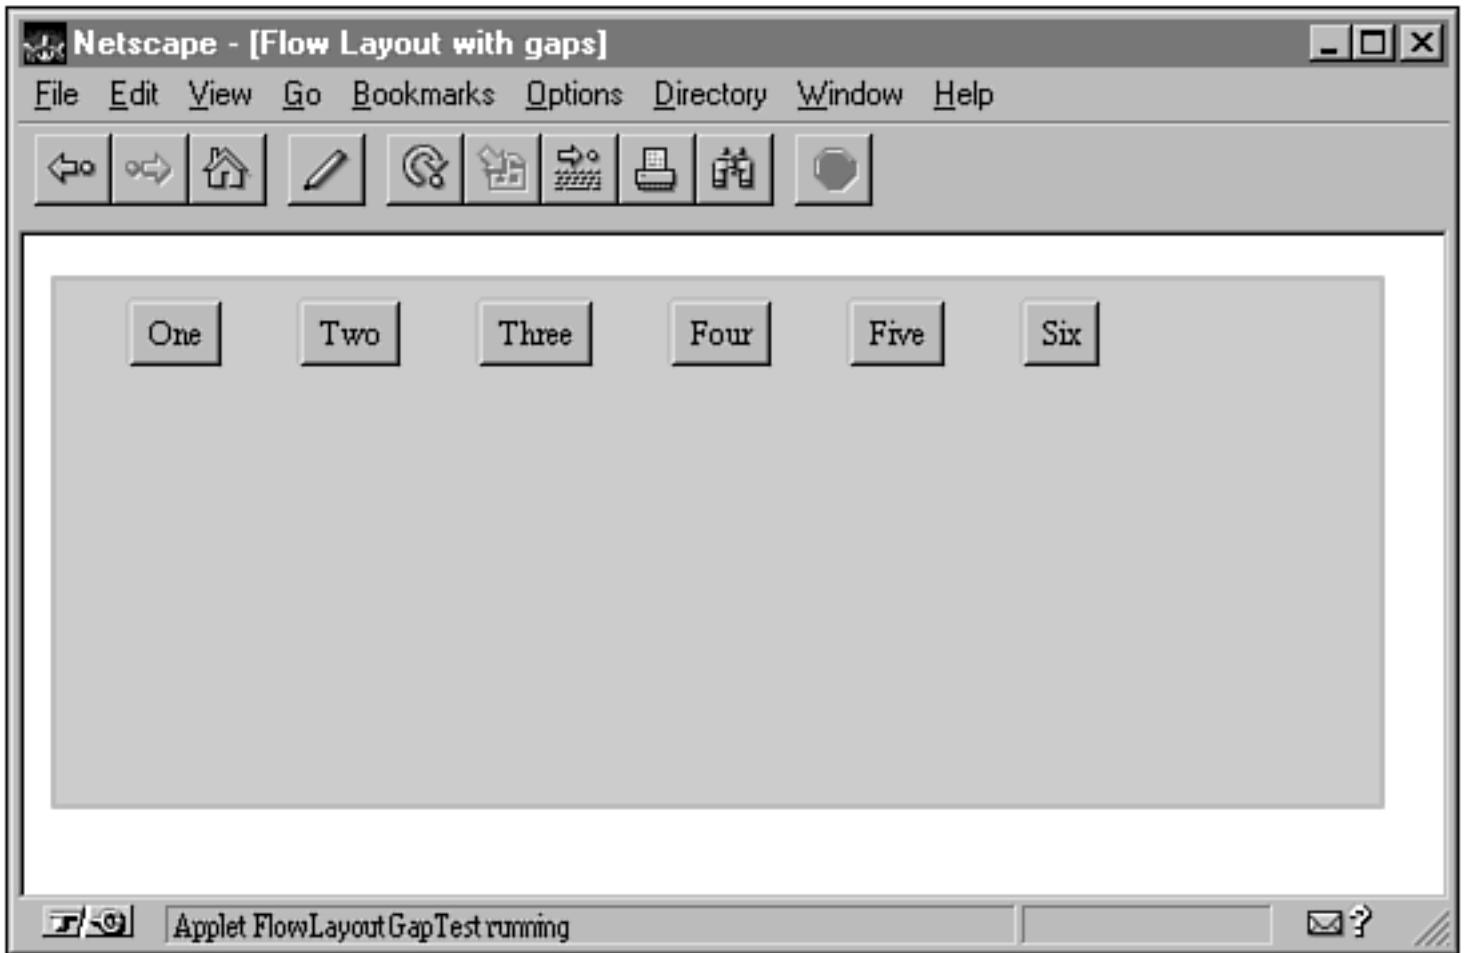 Netscape - [Flow Layout with gaps]
File Edit View Go Bookmarks Options Directory Window Help
One Two Three Four Five Six
Applet FlowLayoutGapTest running